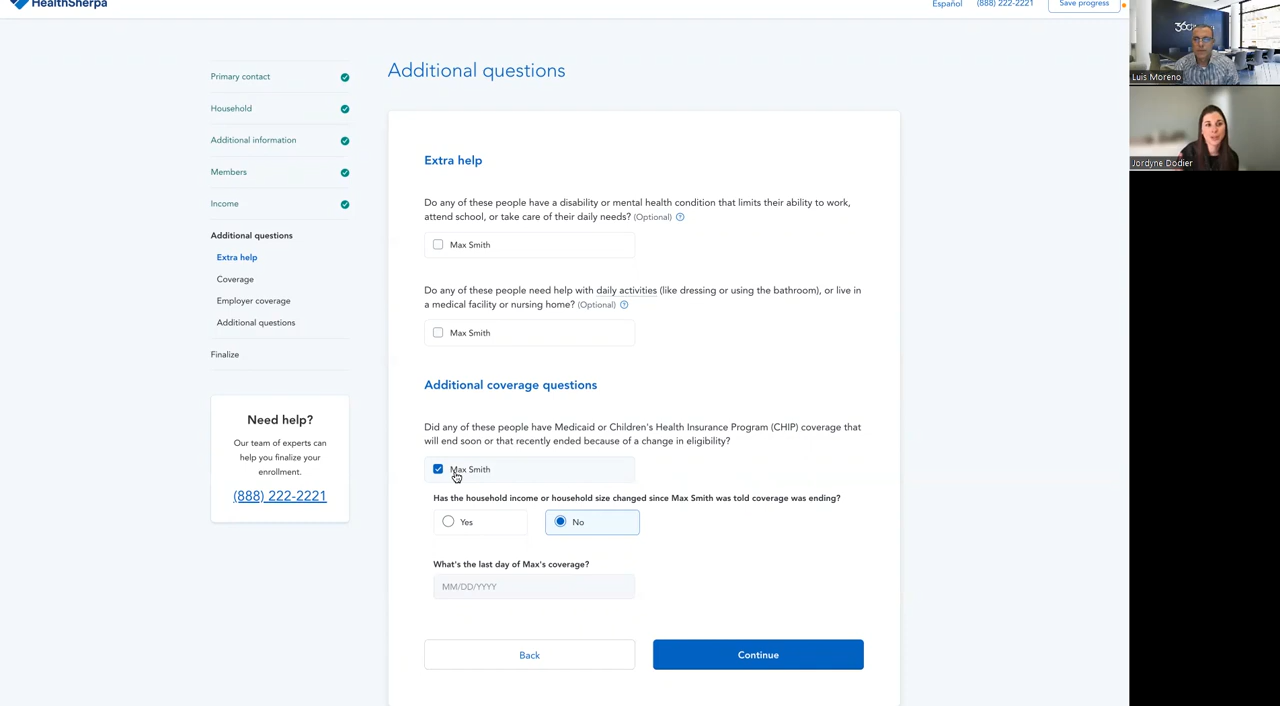 HealthSherpa
Español
(888) 222-2221
Save progress
Primary contact
Household
Additional information
Members
Income
Additional questions
Extra help
Coverage
Employer coverage
Additional questions
Finalize
Need help?
Our team of experts can
help you finalize your
enrollment.
(888) 222-2221
Additional questions
Extra help
Do any of these people have a disability or mental health condition that limits their ability to work,
attend school, or take care of their daily needs? (Optional) ?
Max Smith
Do any of these people need help with daily activities (like dressing or using the bathroom), or live in
a medical facility or nursing home? (Optional) ?
Max Smith
Additional coverage questions
Did any of these people have Medicaid or Children's Health Insurance Program (CHIP) coverage that
will end soon or that recently ended because of a change in eligibility?
Max Smith
Has the household income or household size changed since Max Smith was told coverage was ending?
Yes
No
What's the last day of Max's coverage?
MM/DD/YYYY
Back
Continue
Luis Moreno
Jordyne Dodier